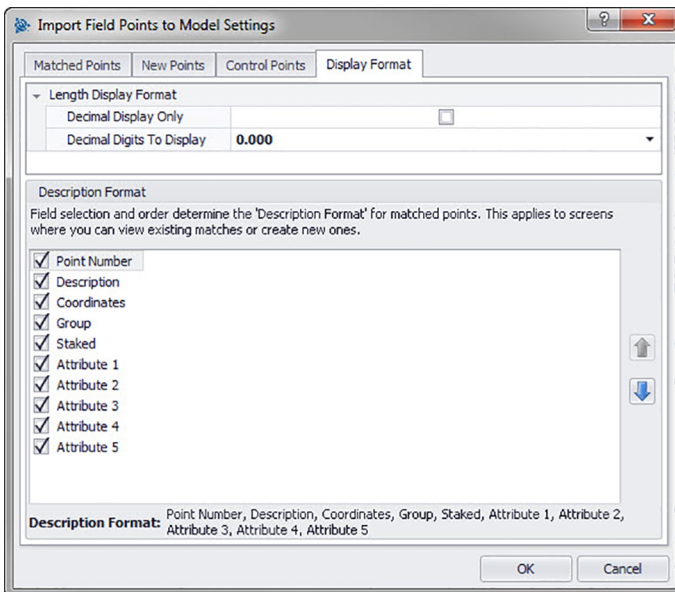 Import Field Points to Model Settings
?
Matched Points New Points Control Points Display Format
Length Display Format
Decimal Display Only
Decimal Digits To Display 0.000
Description Format
Field selection and order determine the 'Description Format' for matched points. This applies to screens
where you can view existing matches or create new ones.
Point Number
Description
Coordinates
Group
Staked
Attribute 1
Attribute 2
Attribute 3
Attribute 4
Attribute 5
Description Format: Point Number, Description, Coordinates, Group, Staked, Attribute 1, Attribute 2,
Attribute 3, Attribute 4, Attribute 5
OK Cancel